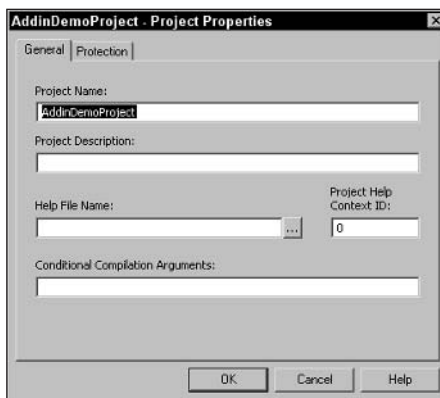 AddinDemoProject - Project Properties
General Protection
Project Name:
AddinDemoProject
Project Description:
Help File Name:
Project Help
Context ID:
...
0
Conditional Compilation Arguments:
OK Cancel Help